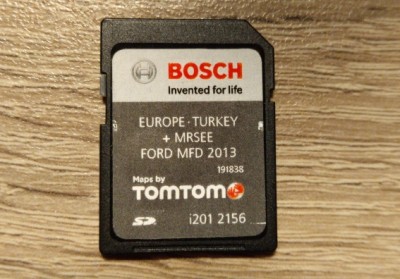 BOSCH
Invented for life
EUROPE · TURKEY
+ MRSEE
FORD MFD 2013
191838
Maps by
TOMTOM
SD i201 2156